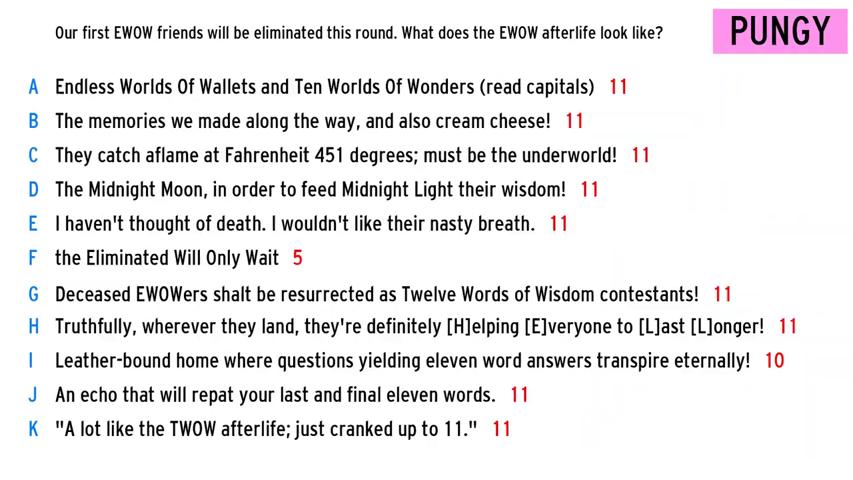 Our first EWOW friends will be eliminated this round. What does the EWOW afterlife look like?
PUNGY
A Endless Worlds Of Wallets and Ten Worlds Of Wonders (read capitals) 11
B The memories we made along the way, and also cream cheese! 11
C They catch aflame at Fahrenheit 451 degrees; must be the underworld! 11
D The Midnight Moon, in order to feed Midnight Light their wisdom! 11
E I haven't thought of death. I wouldn't like their nasty breath. 11
F the Eliminated Will Only Wait 5
G Deceased EWOWers shalt be resurrected as Twelve Words of Wisdom contestants! 11
H Truthfully, wherever they land, they're definitely [H]elping [E]veryone to [L]ast [L]onger! 11
I Leather-bound home where questions yielding eleven word answers transpire eternally! 10
J An echo that will repat your last and final eleven words. 11
K "A lot like the TWOW afterlife; just cranked up to 11." 11